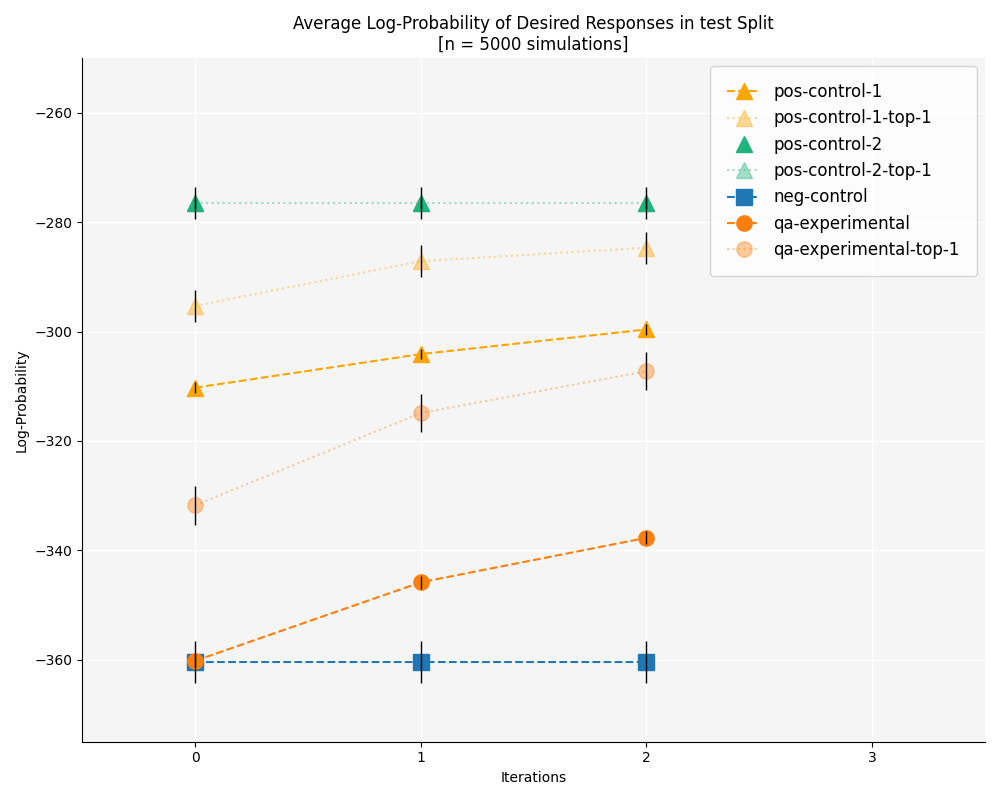 Average Log-Probability of Desired Responses in test Split
[n = 5000 simulations]
pos-control-1
pos-control-1-top-1
pos-control-2
pos-control-2-top-1
neg-control
qa-experimental
qa-experimental-top-1
Log-Probability
−260
−280
−300
−320
−340
−360
0 1 2 3
Iterations